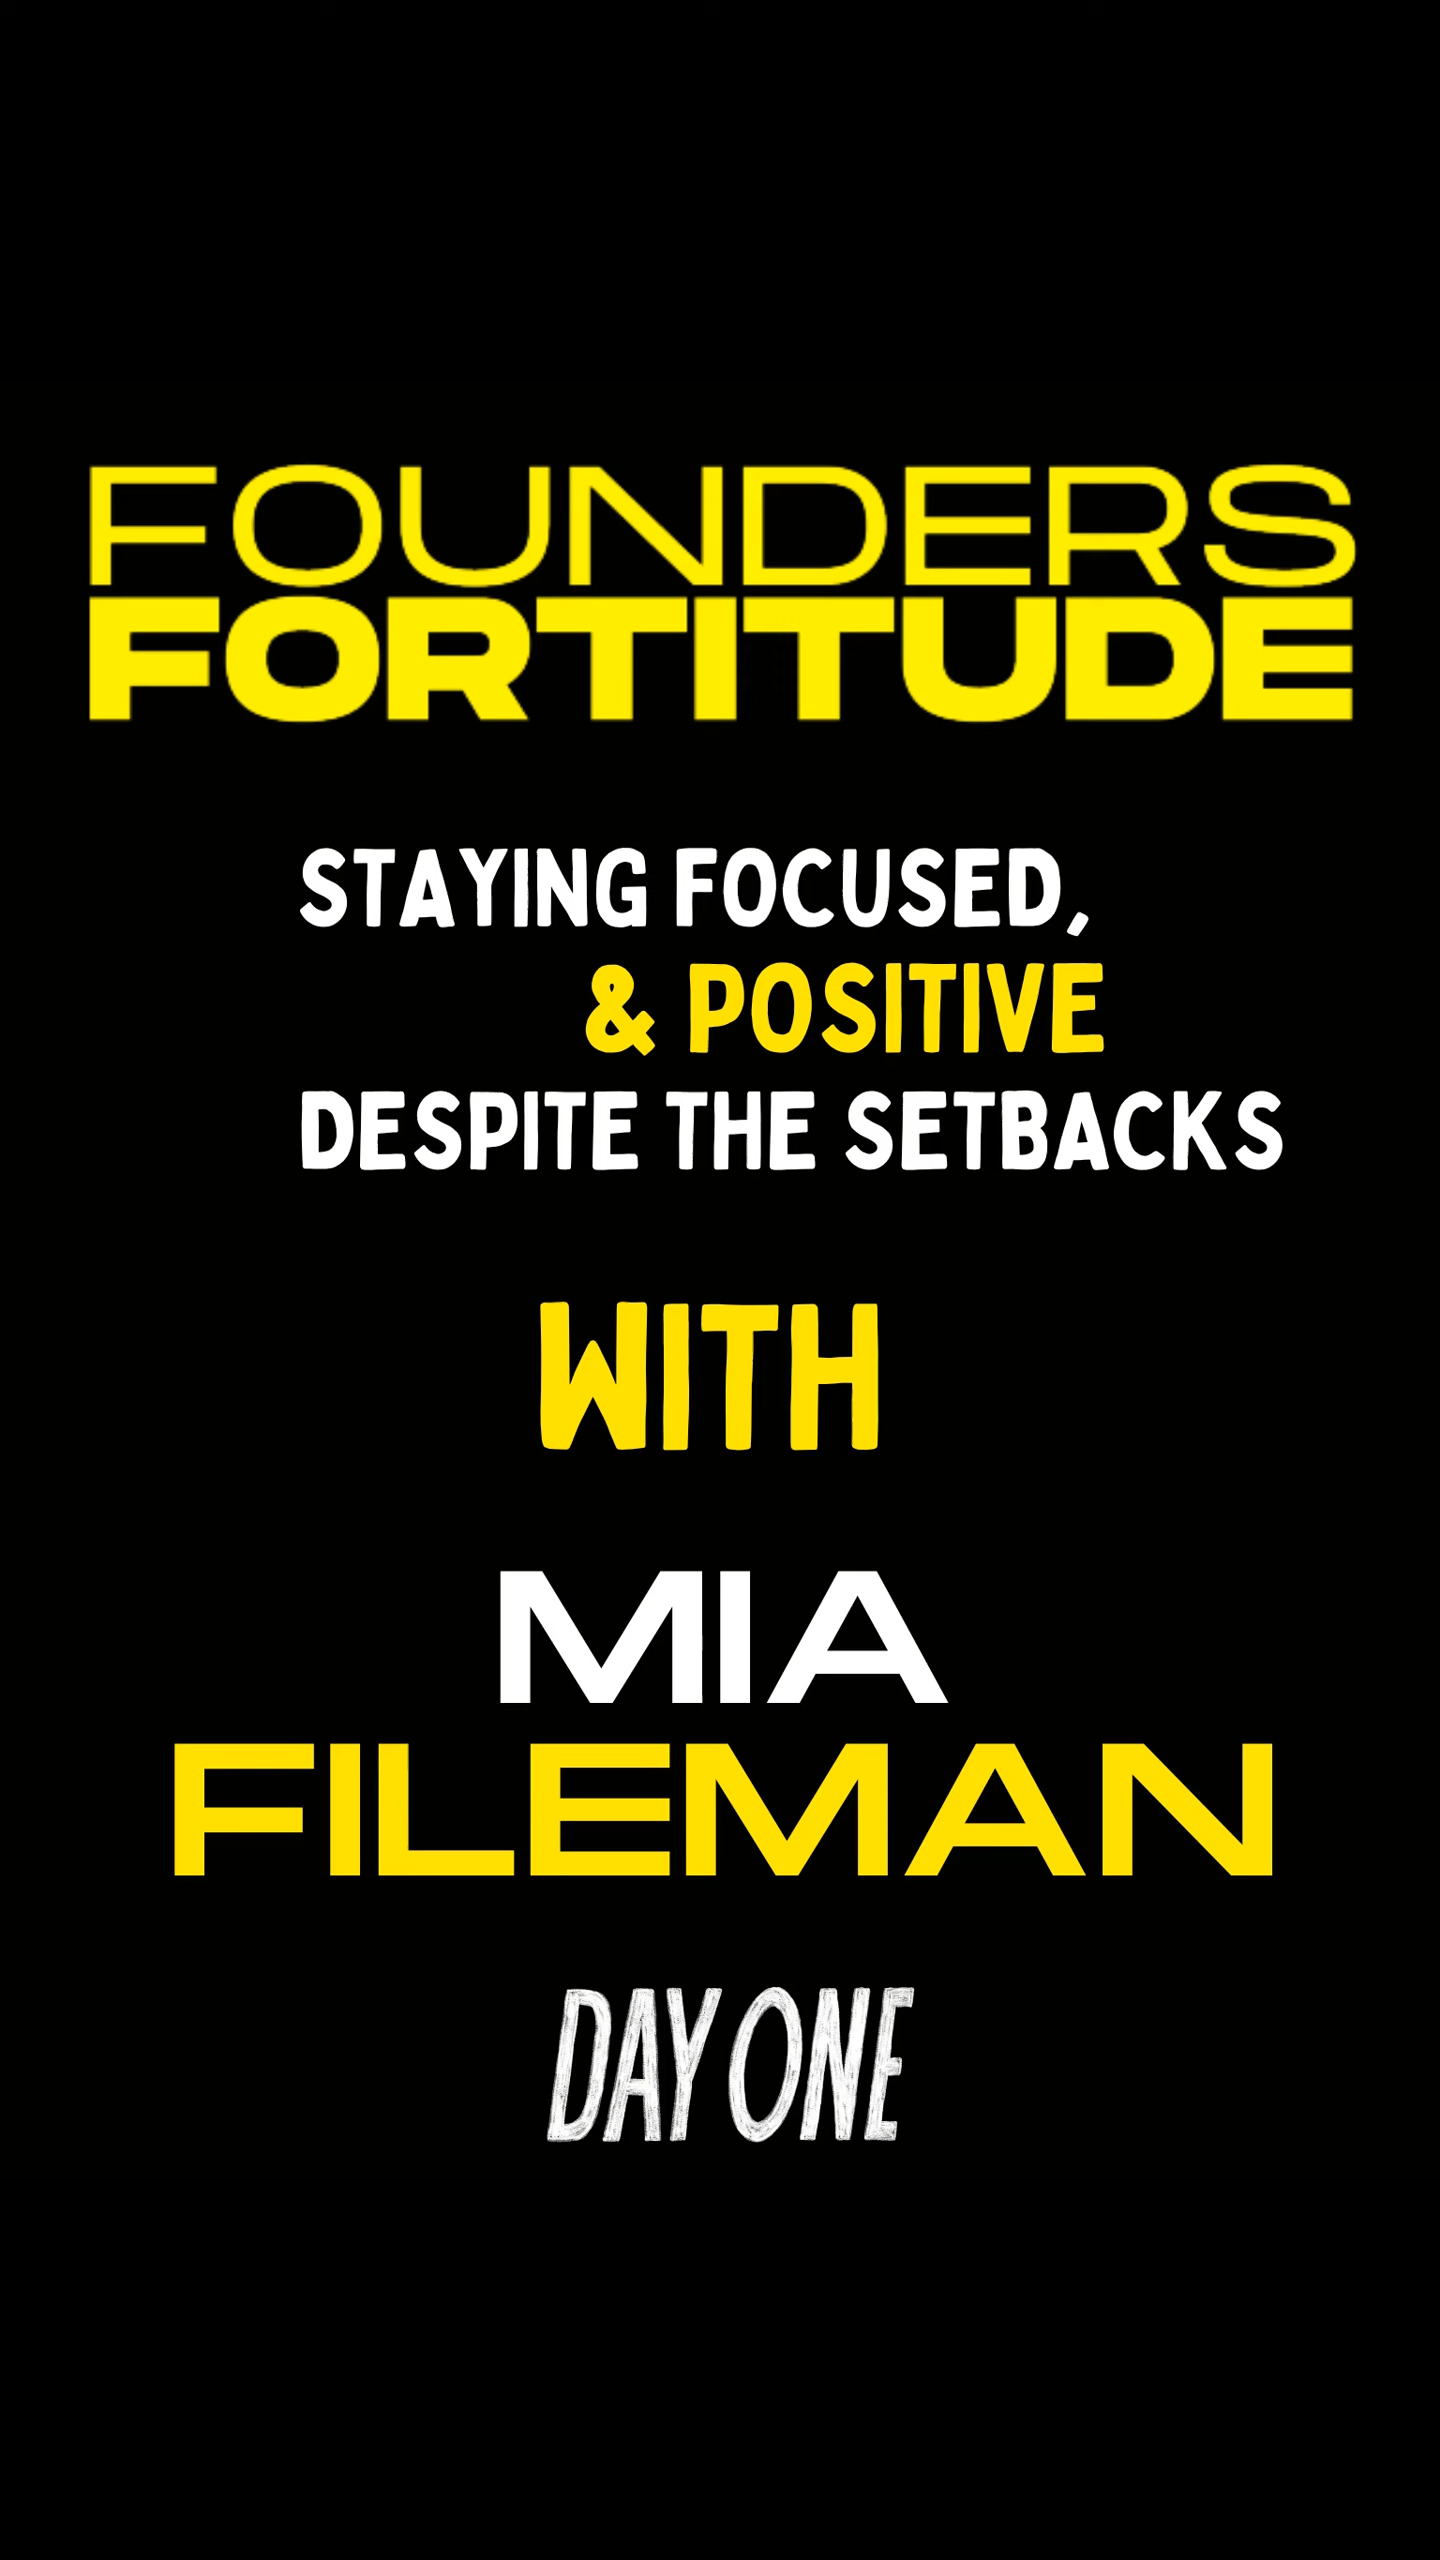 FOUNDERS
FORTITUDE
STAYING FOCUSED,
& POSITIVE
DESPITE THE SETBACKS
WITH
MIA
FILEMAN
DAY ONE